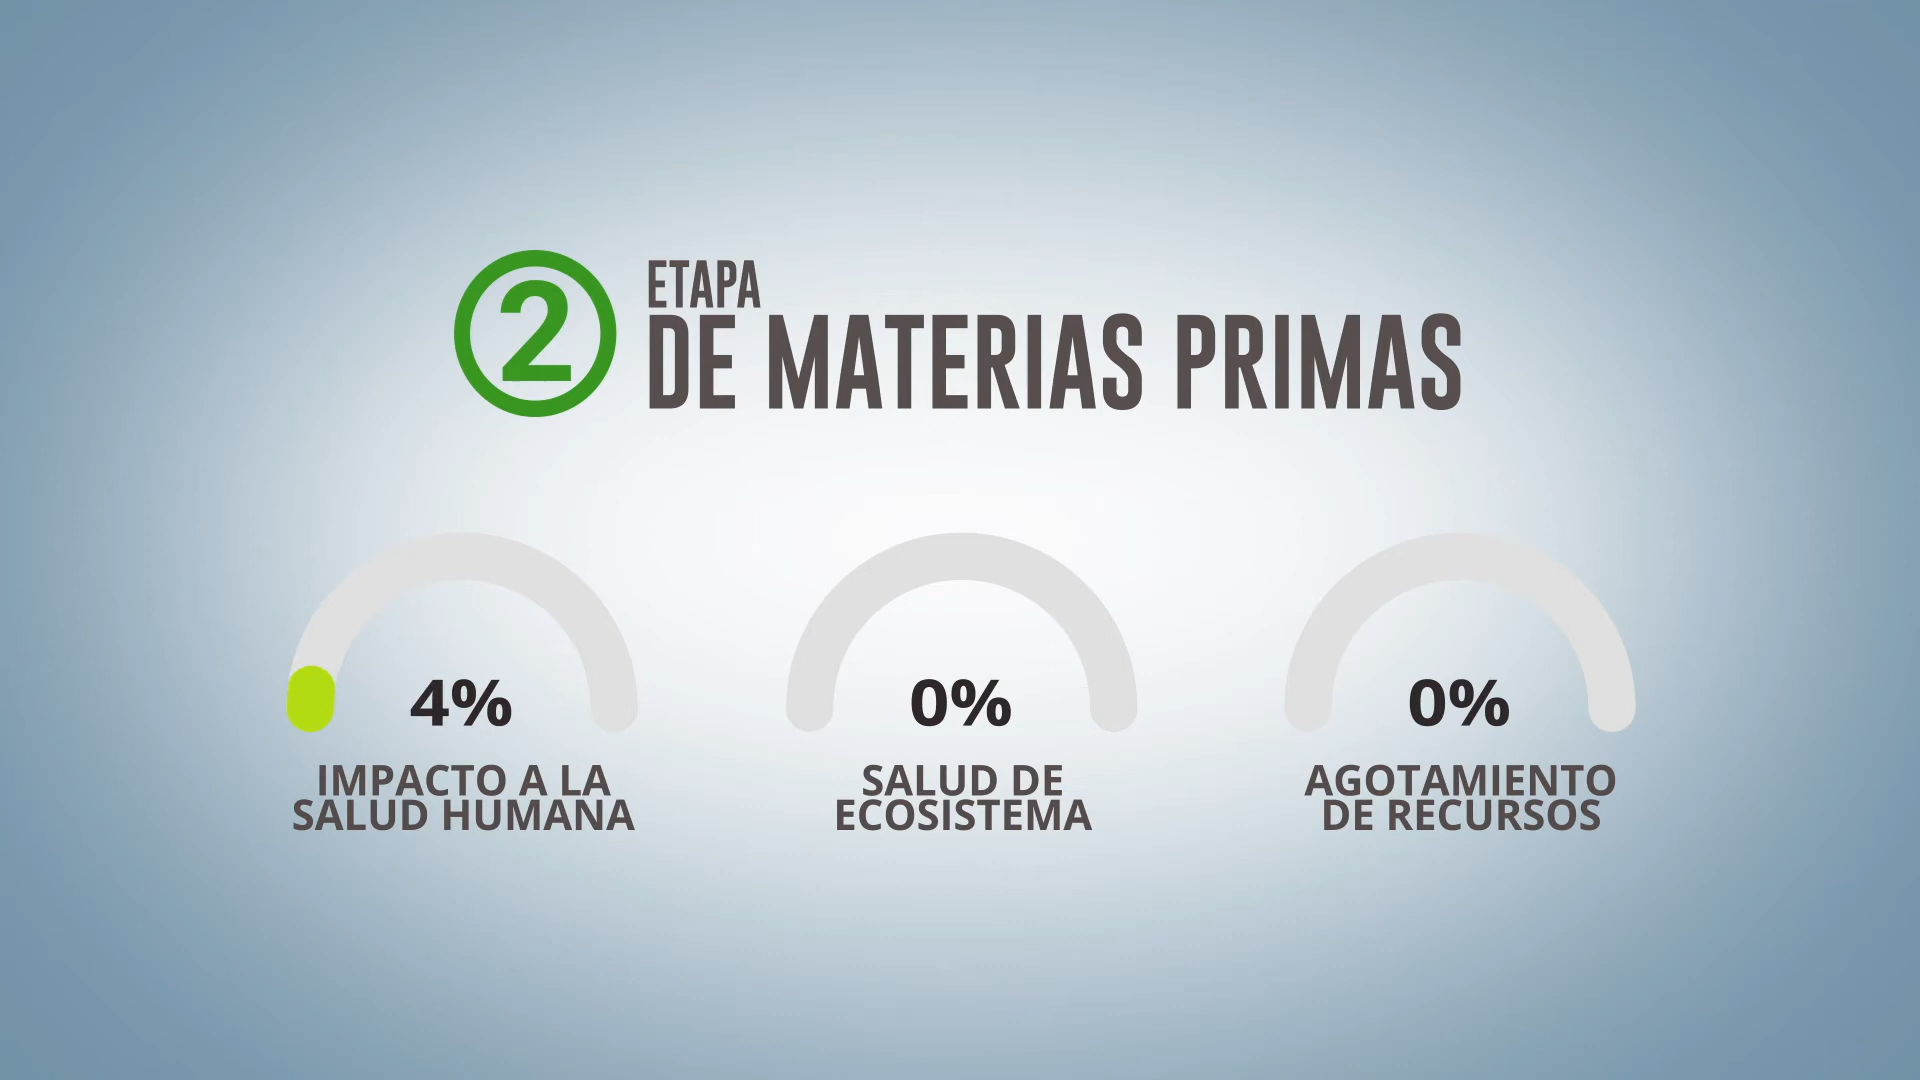 2
ETAPA
DE MATERIAS PRIMAS
4%
IMPACTO A LA
SALUD HUMANA
0%
SALUD DE
ECOSISTEMA
0%
AGOTAMIENTO
DE RECURSOS